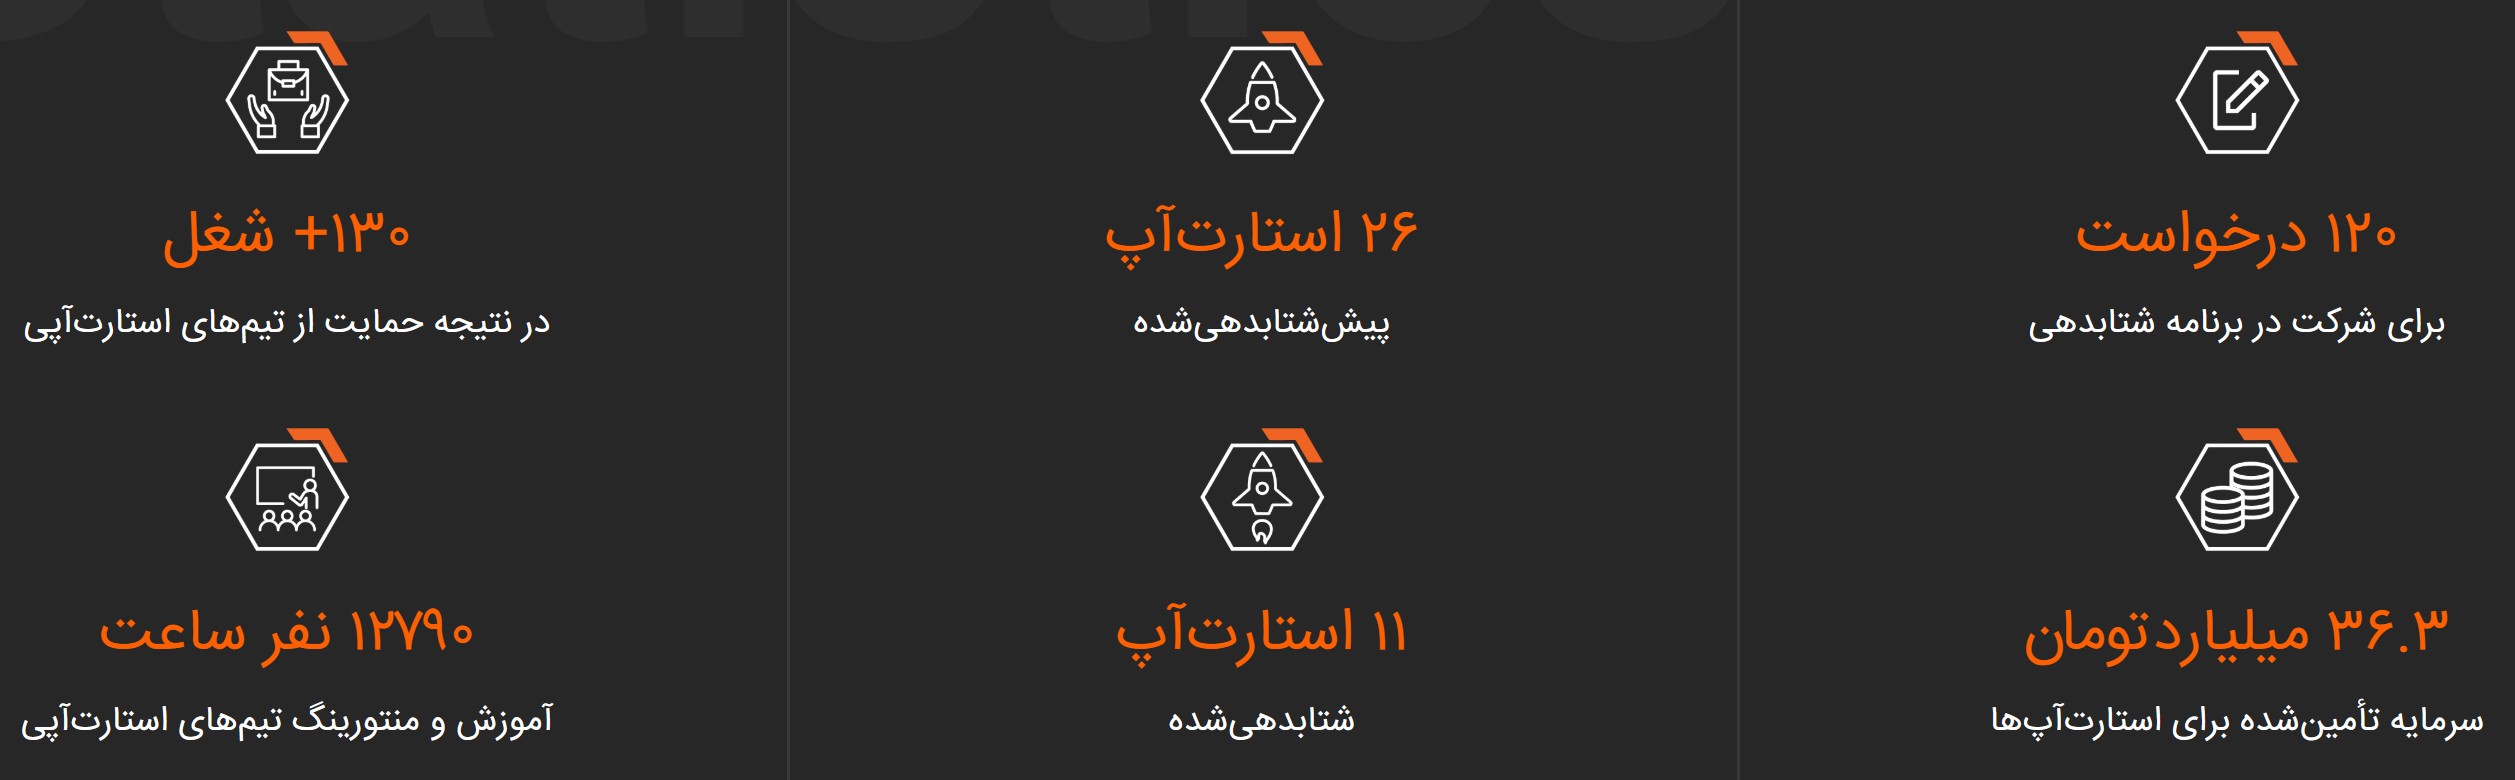 ۱۲۰ درخواست
برای شرکت در برنامه شتابدهی
۲۶ استارت‌آپ
پیش‌شتابدهی‌شده
۱۳۰+ شغل
در نتیجه حمایت از تیم‌های استارت‌آپی
۳۶.۳ میلیارد تومان
سرمایه تأمین‌شده برای استارت‌آپ‌ها
۱۱ استارت‌آپ
شتابدهی‌شده
۱۲۷۹۰ نفر ساعت
آموزش و منتورینگ تیم‌های استارت‌آپی